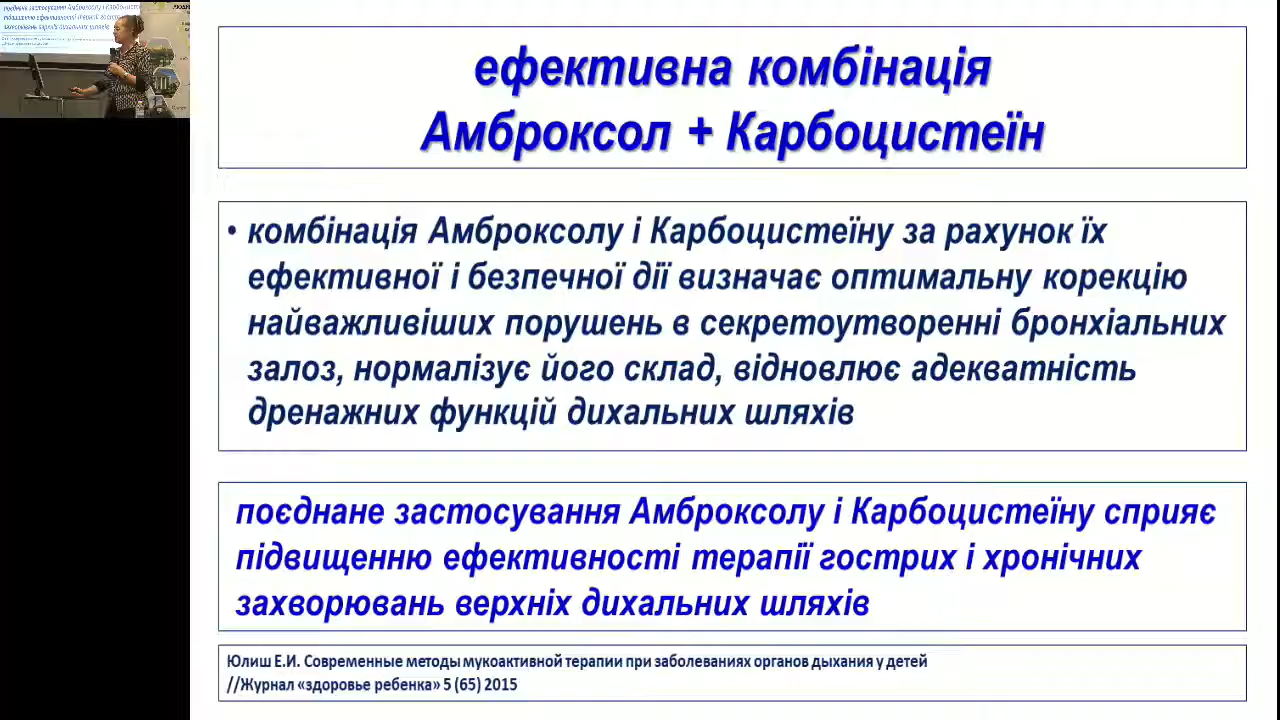 ефективна комбінація
Амброксол + Карбоцистеїн
• комбінація Амброксолу і Карбоцистеїну за рахунок їх
ефективної і безпечної дії визначає оптимальну корекцію
найважливіших порушень в секретоутворенні бронхіальних
залоз, нормалізує його склад, відновлює адекватність
дренажних функцій дихальних шляхів
поєднане застосування Амброксолу і Карбоцистеїну сприяє
підвищенню ефективності терапії гострих і хронічних
захворювань верхніх дихальних шляхів
Юлиш Е.И. Современные методы мукоактивной терапии при заболеваниях органов дыхания у детей
//Журнал «здоровье ребенка» 5 (65) 2015